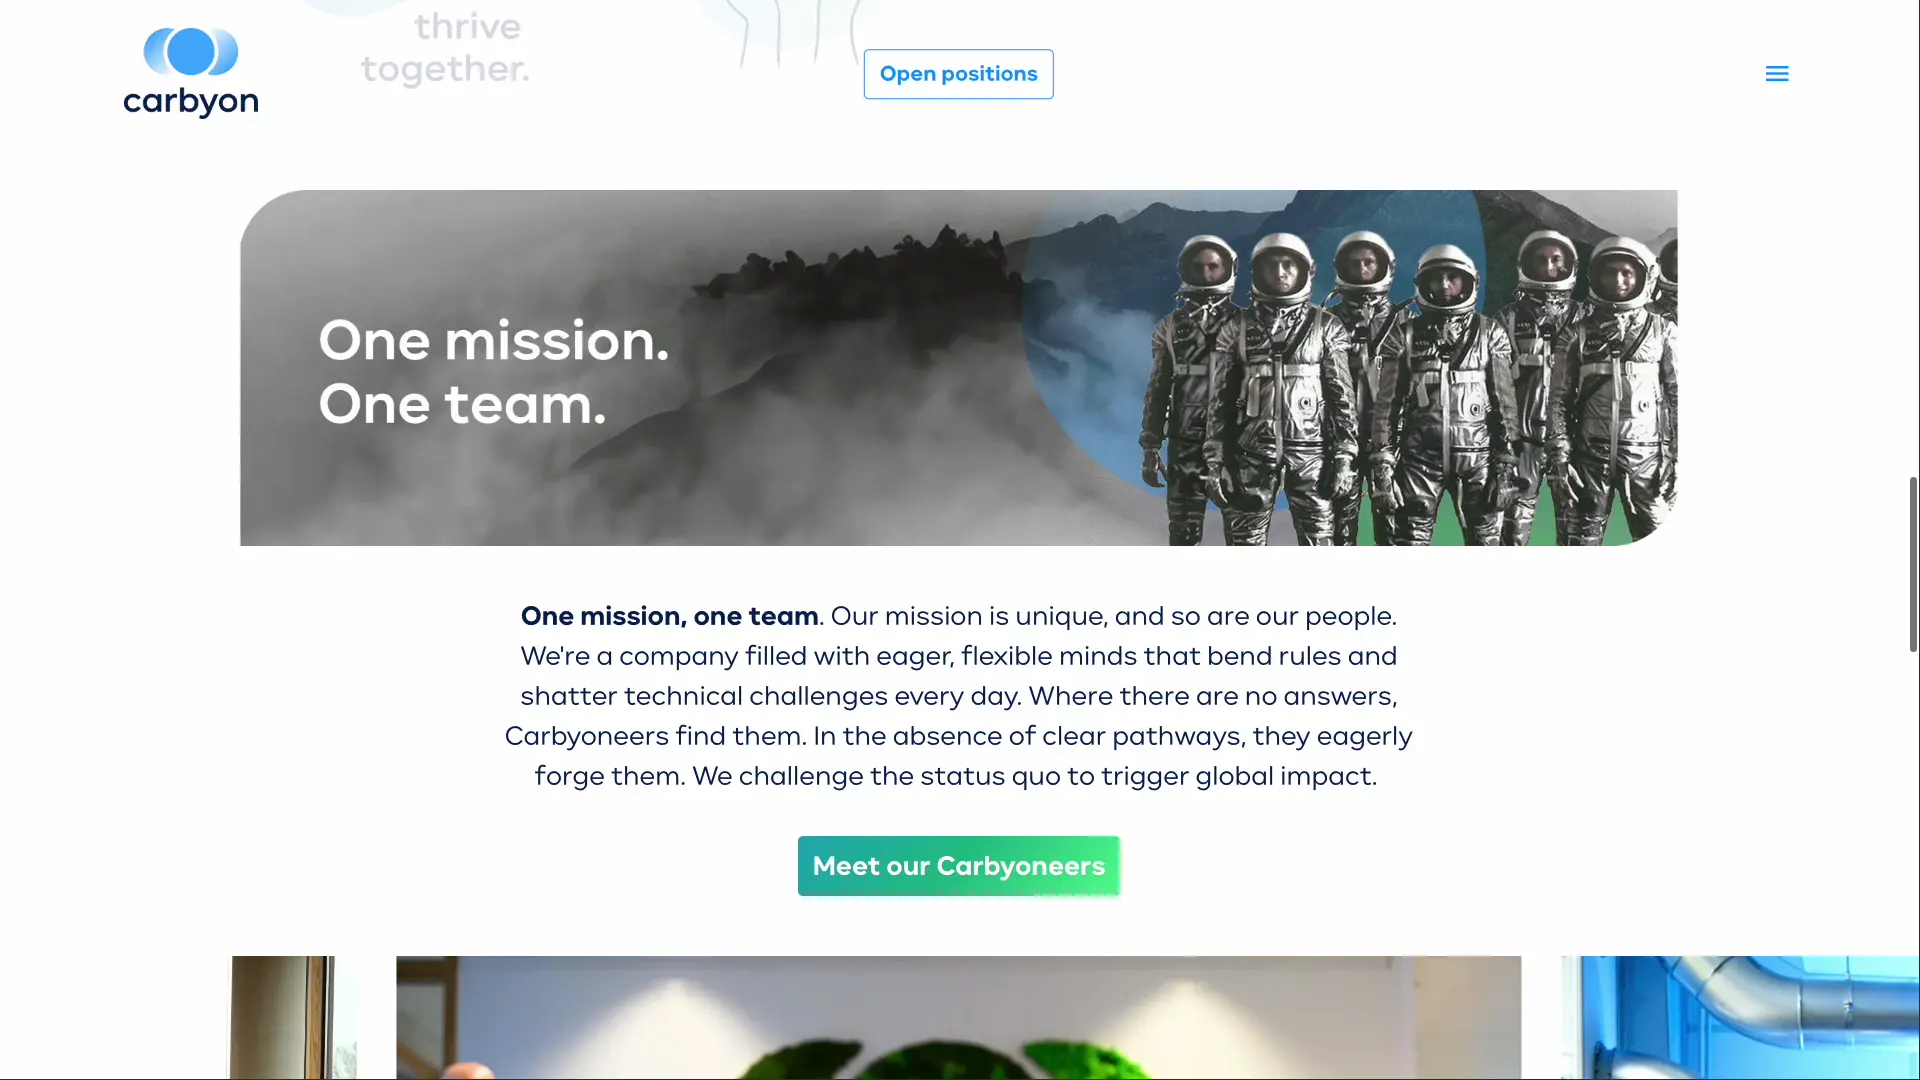 thrive
together.
carbyon
Open positions
One mission.
One team.
One mission, one team. Our mission is unique, and so are our people.
We're a company filled with eager, flexible minds that bend rules and
shatter technical challenges every day. Where there are no answers,
Carbyoneers find them. In the absence of clear pathways, they eagerly
forge them. We challenge the status quo to trigger global impact.
Meet our Carbyoneers